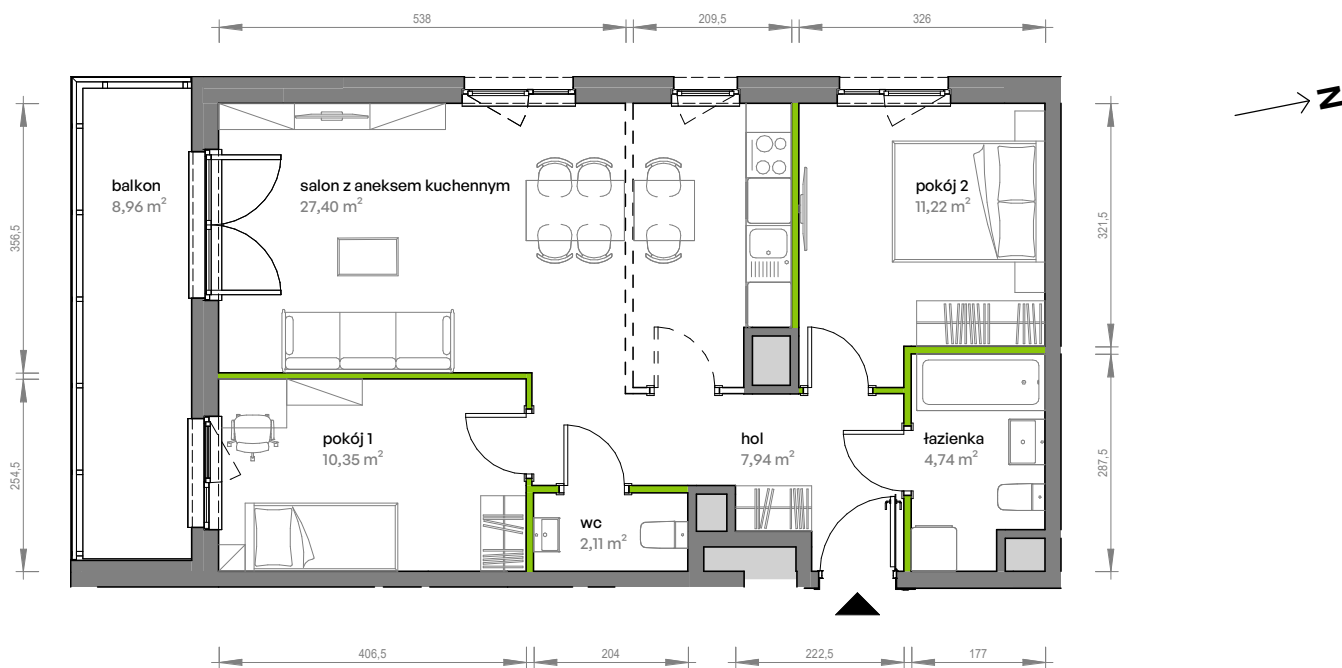 538
209,5
326
N
balkon
8,96 m²
salon z aneksem kuchennym
27,40 m²
pokój 2
11,22 m²
356,5
321,5
pokój 1
10,35 m²
hol
7,94 m²
łazienka
4,74 m²
254,5
287,5
wc
2,11 m²
406,5
204
222,5
177